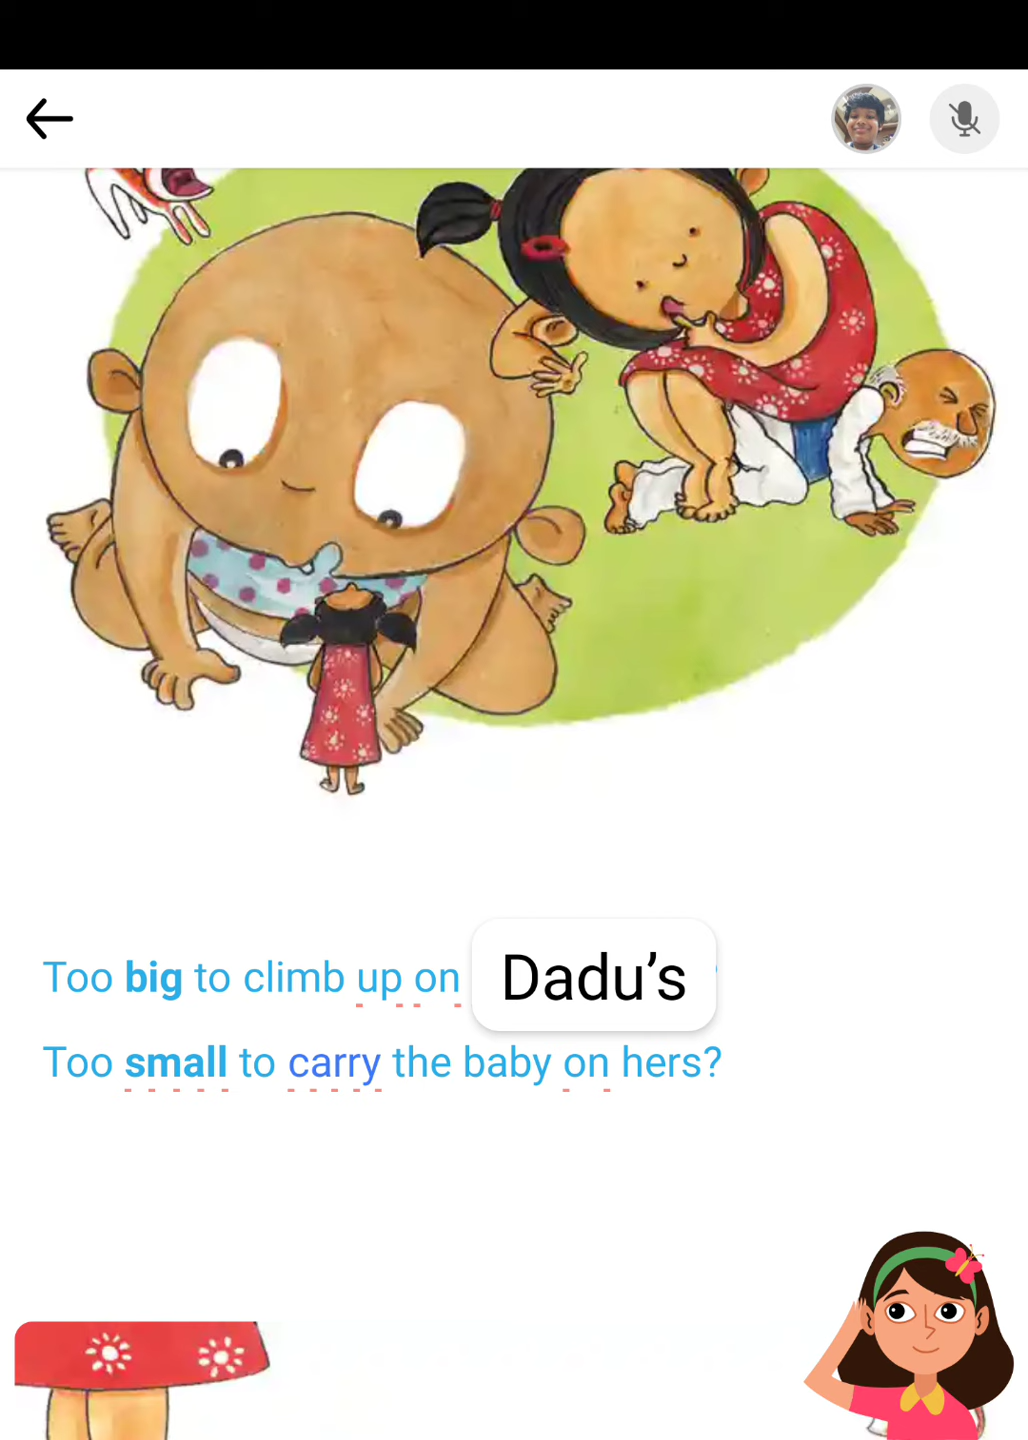 Too big to climb up on Dadu’s
Too small to carry the baby on hers?